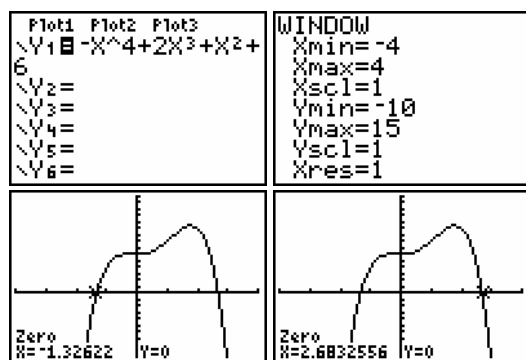 Plot1 Plot2 Plot3
\Y₁=-X^4+2X³+X²+
6
\Y₂=
\Y₃=
\Y₄=
\Y₅=
\Y₆=
WINDOW
Xmin=-4
Xmax=4
Xscl=1
Ymin=-10
Ymax=15
Yscl=1
Xres=1
Zero
X=-1.32622 Y=0
Zero
X=2.6832556 Y=0